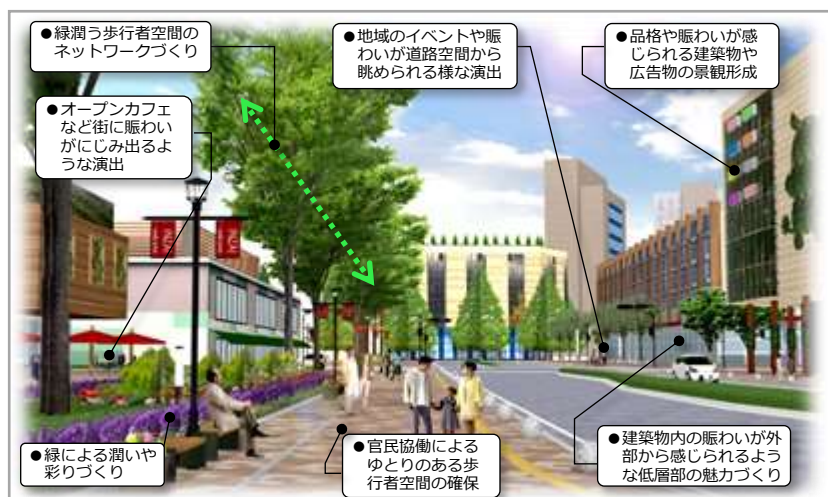 ●緑潤う歩行者空間の
ネットワークづくり
●地域のイベントや賑
わいが道路空間から
眺められる様な演出
●品格や賑わいが感
じられる建築物や
広告物の景観形成
●オープンカフェ
など街に賑わい
がにじみ出るよ
うな演出
●緑による潤いや
彩りづくり
●官民協働による
ゆとりのある歩
行者空間の確保
●建築物内の賑わいが外
部から感じられるよう
な低層部の魅力づくり